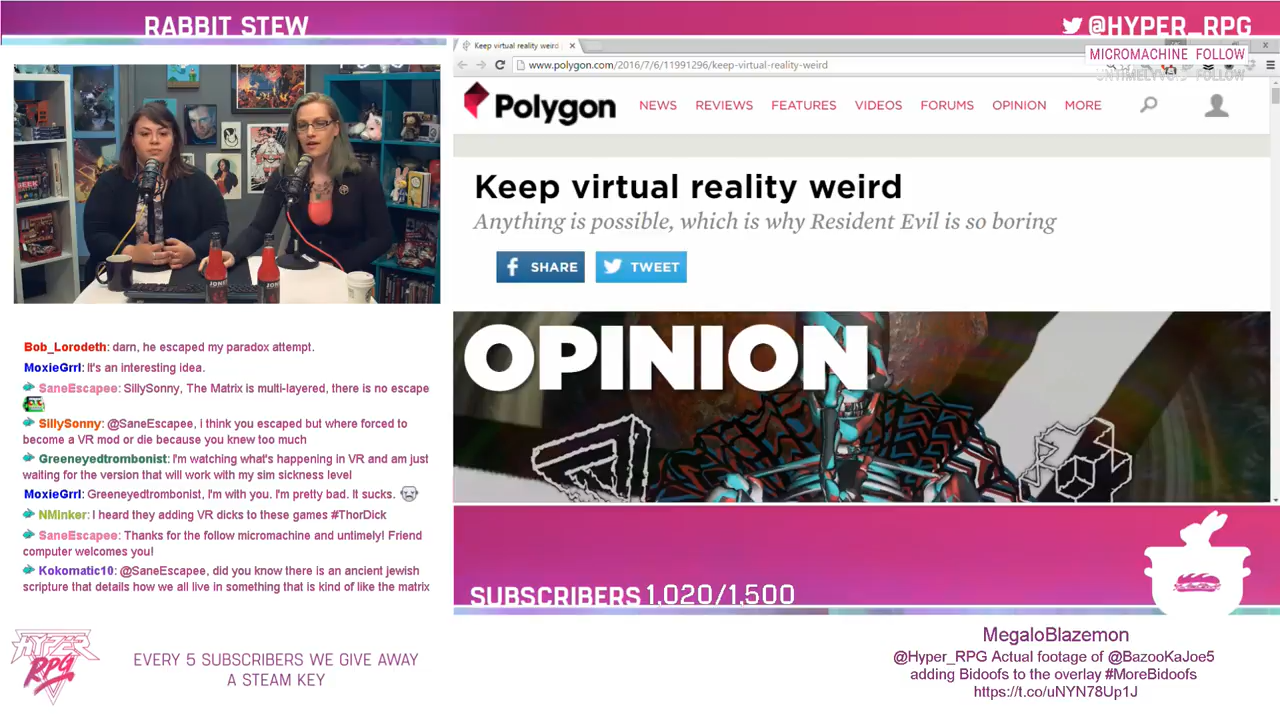 RABBIT STEW
@HYPER_RPG
MICROMACHINE FOLLOW
Keep virtual reality weird
www.polygon.com/2016/7/6/11991296/keep-virtual-reality-weird
Polygon
NEWS REVIEWS FEATURES VIDEOS FORUMS OPINION MORE
Keep virtual reality weird
Anything is possible, which is why Resident Evil is so boring
SHARE TWEET
OPINION
Bob_Lorodeth: darn, he escaped my paradox attempt.
MoxieGrrl: It's an interesting idea.
SaneEscapee: SillySonny, The Matrix is multi-layered, there is no escape
SillySonny: @SaneEscapee, i think you escaped but where forced to
become a VR mod or die because you knew too much
Greeneyedtrombonist: I'm watching what's happening in VR and am just
waiting for the version that will work with my sim sickness level
MoxieGrrl: Greeneyedtrombonist, I'm with you. I'm pretty bad. It sucks.
NMinker: I heard they adding VR dicks to these games #ThorDick
SaneEscapee: Thanks for the follow micromachine and untimely! Friend
computer welcomes you!
Kokomatic10: @SaneEscapee, did you know there is an ancient jewish
scripture that details how we all live in something that is kind of like the matrix
SUBSCRIBERS 1,020/1,500
HYPER
RPG
EVERY 5 SUBSCRIBERS WE GIVE AWAY
A STEAM KEY
MegaloBlazemon
@Hyper_RPG Actual footage of @BazooKaJoe5
adding Bidoofs to the overlay #MoreBidoofs
https://t.co/uNYN78Up1J